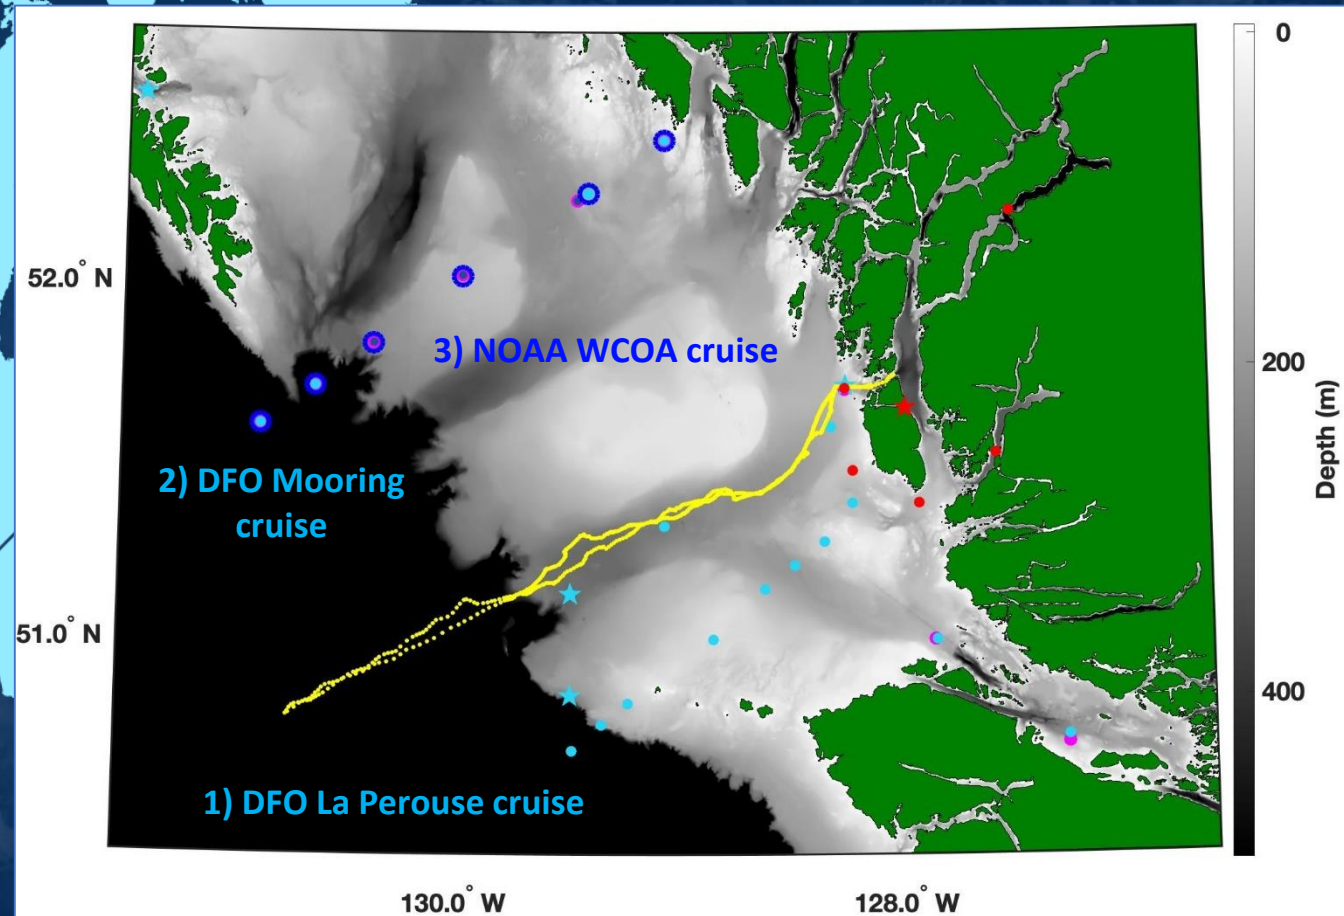 0
52.0° N
3) NOAA WCOA cruise
200
2) DFO Mooring
cruise
Depth (m)
51.0° N
400
1) DFO La Perouse cruise
130.0° W
128.0° W